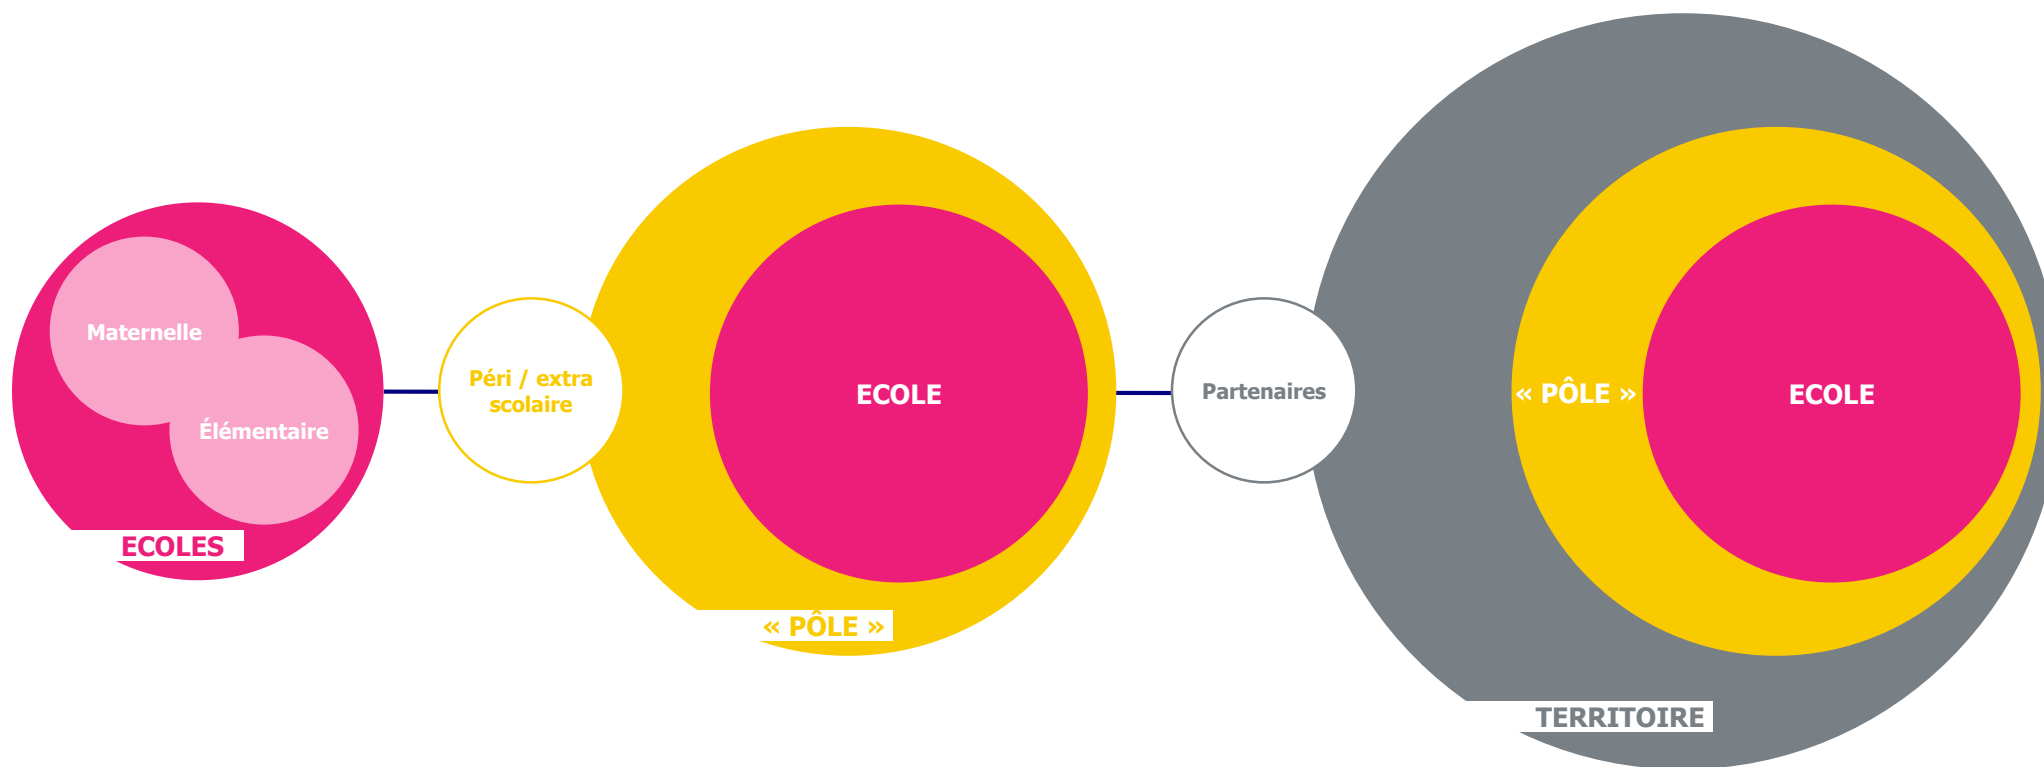 Maternelle
Élémentaire
ECOLES
Péri / extra
scolaire
ECOLE
« PÔLE »
Partenaires
« PÔLE »
ECOLE
TERRITOIRE